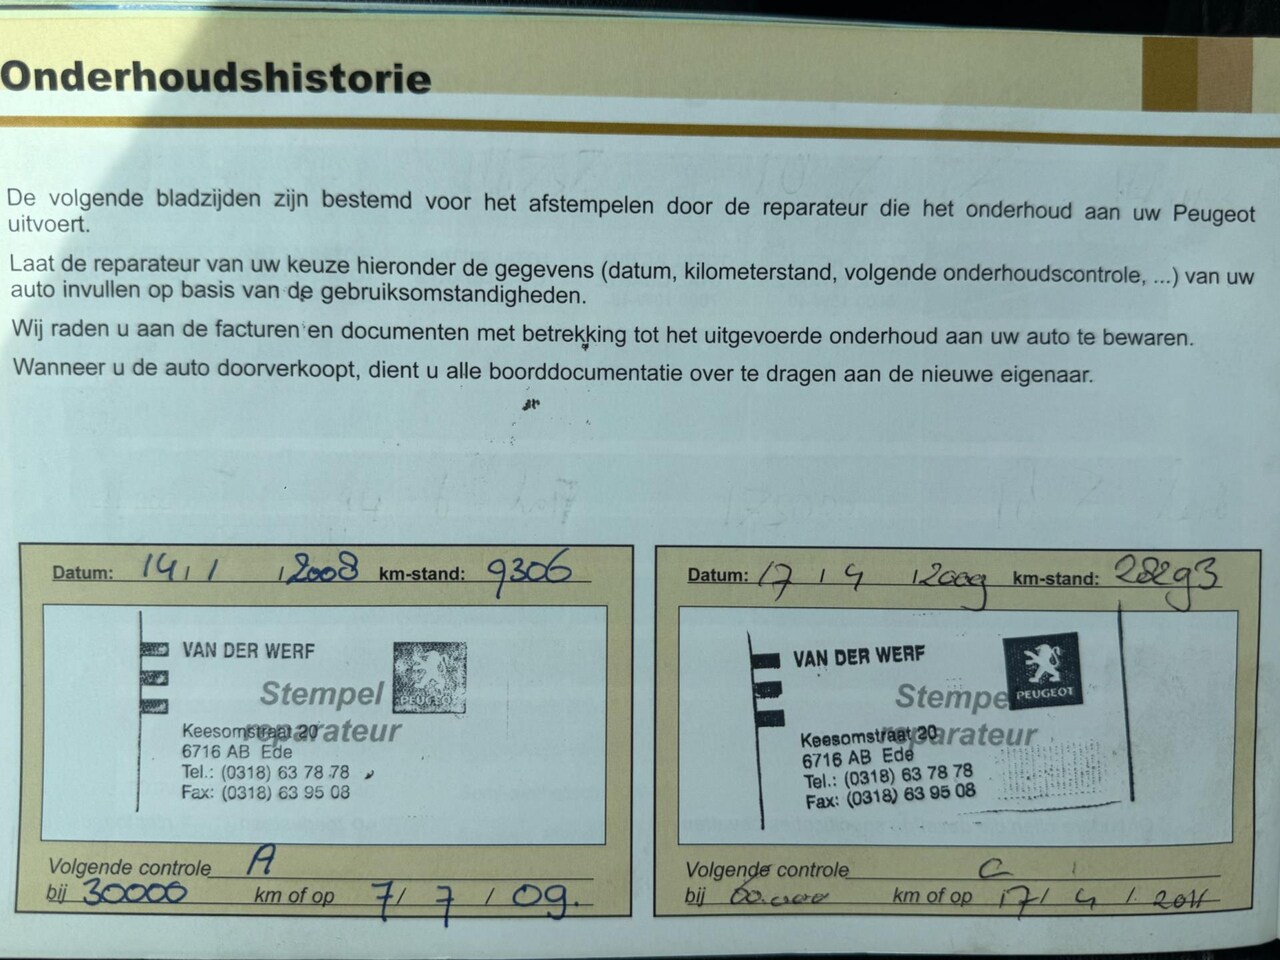 Onderhoudshistorie
De volgende bladzijden zijn bestemd voor het afstempelen door de reparateur die het onderhoud aan uw Peugeot
uitvoert.
Laat de reparateur van uw keuze hieronder de gegevens (datum, kilometerstand, volgende onderhoudscontrole, ...) van uw
auto invullen op basis van de gebruiksomstandigheden.
Wij raden u aan de facturen en documenten met betrekking tot het uitgevoerde onderhoud aan uw auto te bewaren.
Wanneer u de auto doorverkoopt, dient u alle boorddocumentatie over te dragen aan de nieuwe eigenaar.
Datum: 14 / 1 / 2008 km-stand: 9306
VAN DER WERF
Stempel
PEUGEOT
reparateur
Keesomstraat 20
6716 AB Ede
Tel.: (0318) 63 78 78
Fax: (0318) 63 95 08
Volgende controle A
bij 30000 km of op 7 / 7 / 09.
Datum: 17 / 4 / 2009 km-stand: 28293
VAN DER WERF
Stempel
PEUGEOT
reparateur
Keesomstraat 20
6716 AB Ede
Tel.: (0318) 63 78 78
Fax: (0318) 63 95 08
Volgende controle C
bij 60.000 km of op 17 / 4 / 2011